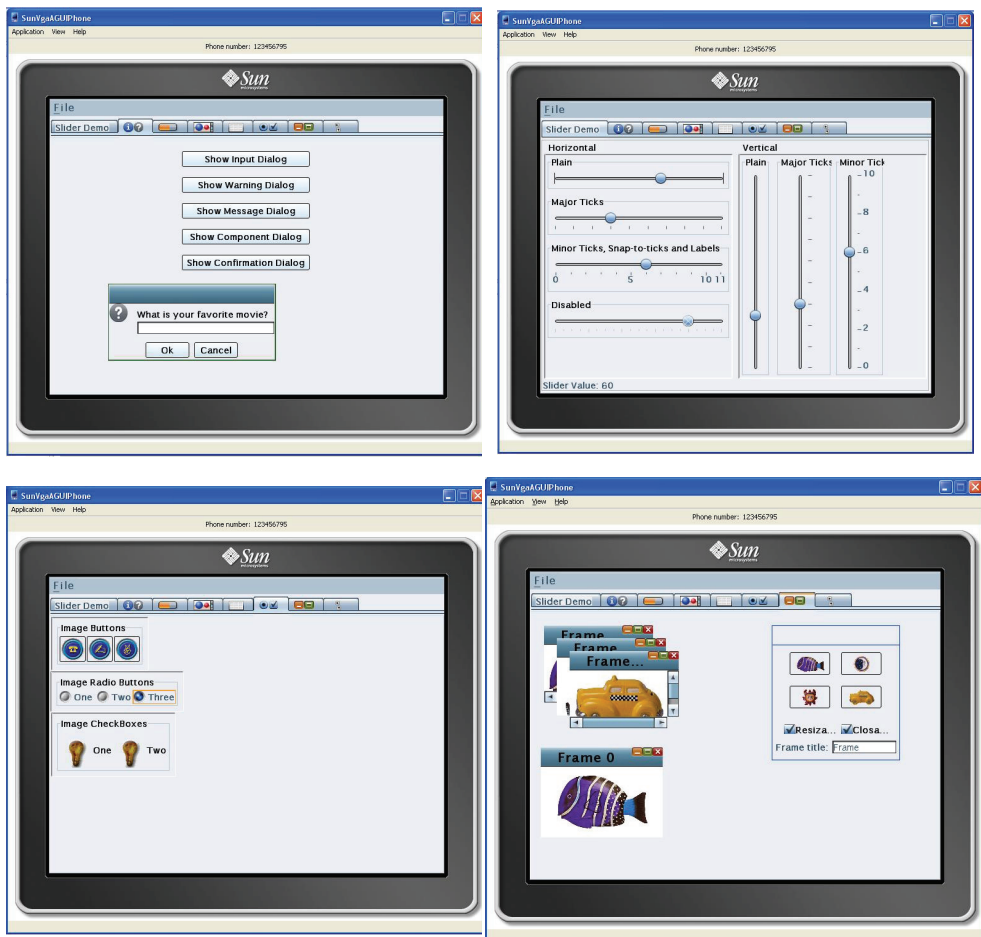 SunVgaAGUIPhone
Application View Help
Phone number: 123456795
Sun
microsystems
File
Slider Demo
Show Input Dialog
Show Warning Dialog
Show Message Dialog
Show Component Dialog
Show Confirmation Dialog
What is your favorite movie?
Ok Cancel
SunVgaAGUIPhone
Application View Help
Phone number: 123456795
Sun
microsystems
File
Slider Demo
Horizontal Vertical
Plain Plain Major Ticks Minor Tick
10
Major Ticks
8
Minor Ticks, Snap-to-ticks and Labels
6
0 5 10 11
4
Disabled
2
0
Slider Value: 60
SunVgaAGUIPhone
Application View Help
Phone number: 123456795
Sun
microsystems
File
Slider Demo
Image Buttons
Image Radio Buttons
One Two Three
Image CheckBoxes
One Two
SunVgaAGUIPhone
Application View Help
Phone number: 123456795
Sun
microsystems
File
Slider Demo
Frame
Frame
Frame...
Resiza... Closa...
Frame title: Frame
Frame 0